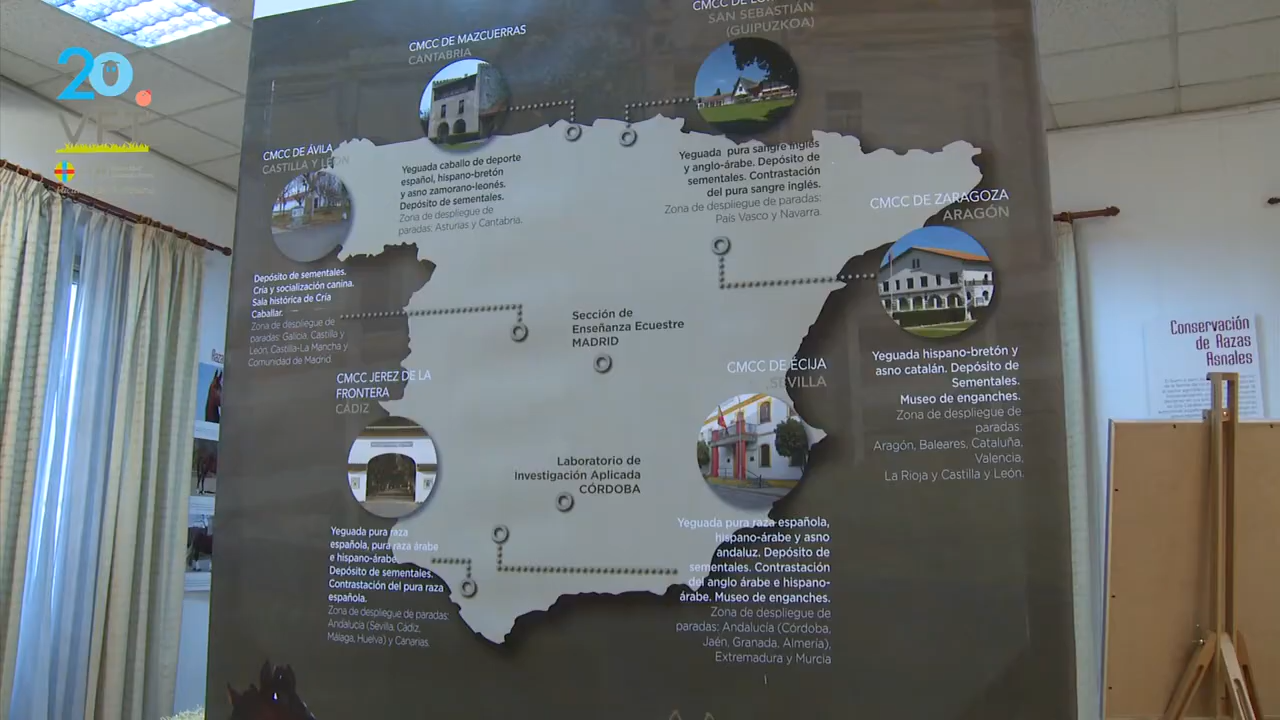 20
CMCC DE MAZCUERRAS
CANTABRIA
SAN SEBASTIÁN
(GUIPUZKOA)
CMCC DE ÁVILA
CASTILLA Y LEÓN
Yeguada caballo de deporte
español, hispano-bretón
y asno zamorano-leonés.
Depósito de sementales.
Zona de despliegue de
paradas: Asturias y Cantabria.
Yeguada pura sangre inglés
y anglo-árabe. Depósito de
sementales. Contrastación
del pura sangre inglés.
Zona de despliegue de paradas:
País Vasco y Navarra.
CMCC DE ZARAGOZA
ARAGÓN
Depósito de sementales.
Cría y socialización canina.
Sala histórica de Cría
Caballar.
Zona de despliegue de
paradas: Galicia, Castilla y
León, Castilla-La Mancha y
Comunidad de Madrid
Sección de
Enseñanza Ecuestre
MADRID
Yeguada hispano-bretón y
asno catalán. Depósito de
Sementales.
Museo de enganches.
Zona de despliegue de
paradas:
Aragón, Baleares, Cataluña,
Valencia,
La Rioja y Castilla y León.
Conservación
de Razas
Asnales
CMCC JEREZ DE LA
FRONTERA
CÁDIZ
CMCC DE ÉCIJA
SEVILLA
Laboratorio de
Investigación Aplicada
CÓRDOBA
Yeguada pura raza
española, pura raza árabe
e hispano-árabe.
Depósito de sementales.
Contrastación del pura raza
española.
Zona de despliegue de paradas:
Andalucía (Sevilla, Cádiz,
Málaga, Huelva) y Canarias.
Yeguada pura raza española,
hispano-árabe y asno
andaluz. Depósito de
sementales. Contrastación
del anglo árabe e hispano-
árabe. Museo de enganches.
Zona de despliegue de
paradas: Andalucía (Córdoba,
Jaén, Granada, Almería),
Extremadura y Murcia